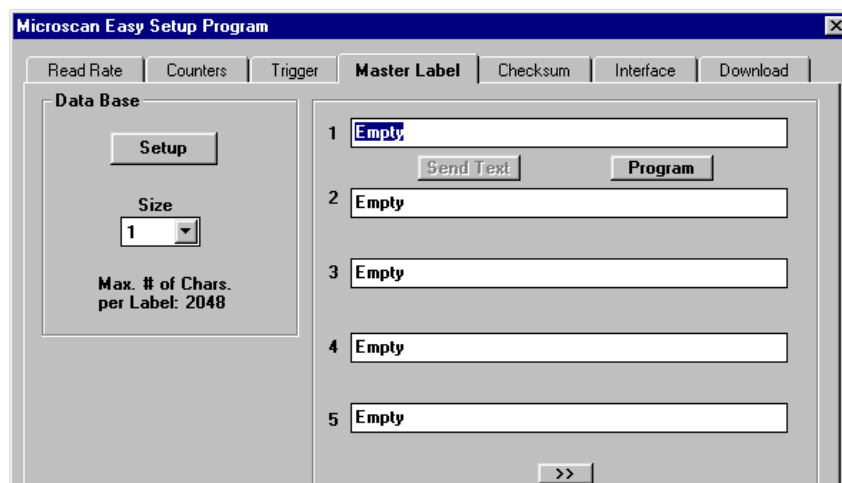 Microscan Easy Setup Program
Read Rate Counters Trigger Master Label Checksum Interface Download
Data Base
Setup
Size
1
Max. # of Chars.
per Label: 2048
1 Empty
Send Text Program
2 Empty
3 Empty
4 Empty
5 Empty
>>